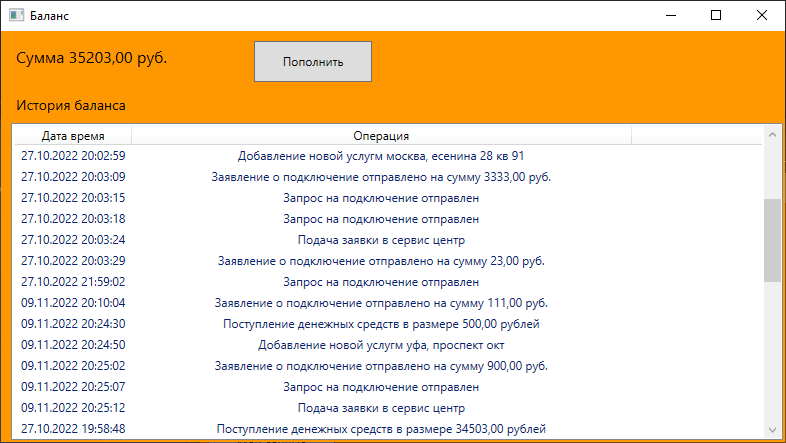 Баланс
Сумма 35203,00 руб.
Пополнить
История баланса
Дата время Операция
27.10.2022 20:02:59 Добавление новой услугм москва, есенина 28 кв 91
27.10.2022 20:03:09 Заявление о подключение отправлено на сумму 3333,00 руб.
27.10.2022 20:03:15 Запрос на подключение отправлен
27.10.2022 20:03:18 Запрос на подключение отправлен
27.10.2022 20:03:24 Подача заявки в сервис центр
27.10.2022 20:03:29 Заявление о подключение отправлено на сумму 23,00 руб.
27.10.2022 21:59:02 Запрос на подключение отправлен
09.11.2022 20:10:04 Заявление о подключение отправлено на сумму 111,00 руб.
09.11.2022 20:24:30 Поступление денежных средств в размере 500,00 рублей
09.11.2022 20:24:50 Добавление новой услугм уфа, проспект окт
09.11.2022 20:25:02 Заявление о подключение отправлено на сумму 900,00 руб.
09.11.2022 20:25:07 Запрос на подключение отправлен
09.11.2022 20:25:12 Подача заявки в сервис центр
27.10.2022 19:58:48 Поступление денежных средств в размере 34503,00 рублей